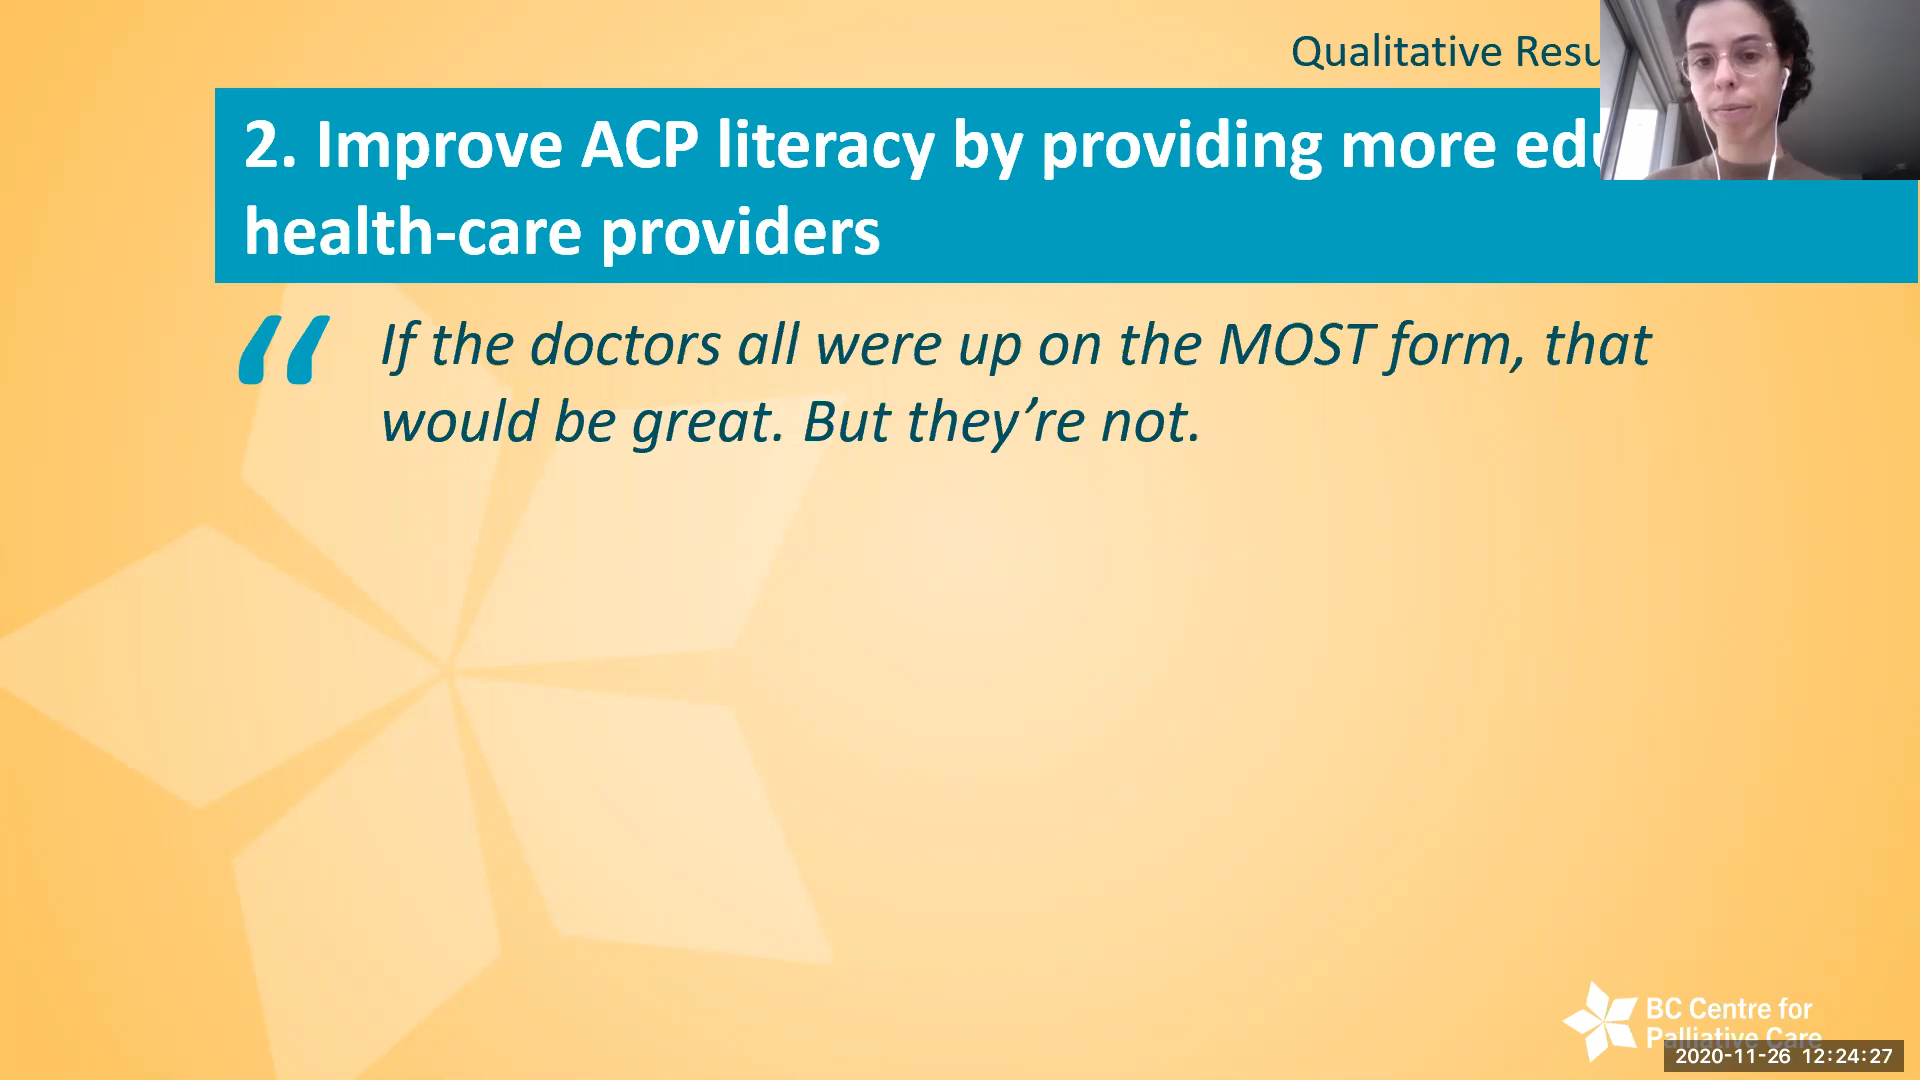 Qualitative Resu
2. Improve ACP literacy by providing more edu
health-care providers
“ If the doctors all were up on the MOST form, that
would be great. But they’re not.
BC Centre for
Palliative Care
2020-11-26 12:24:27